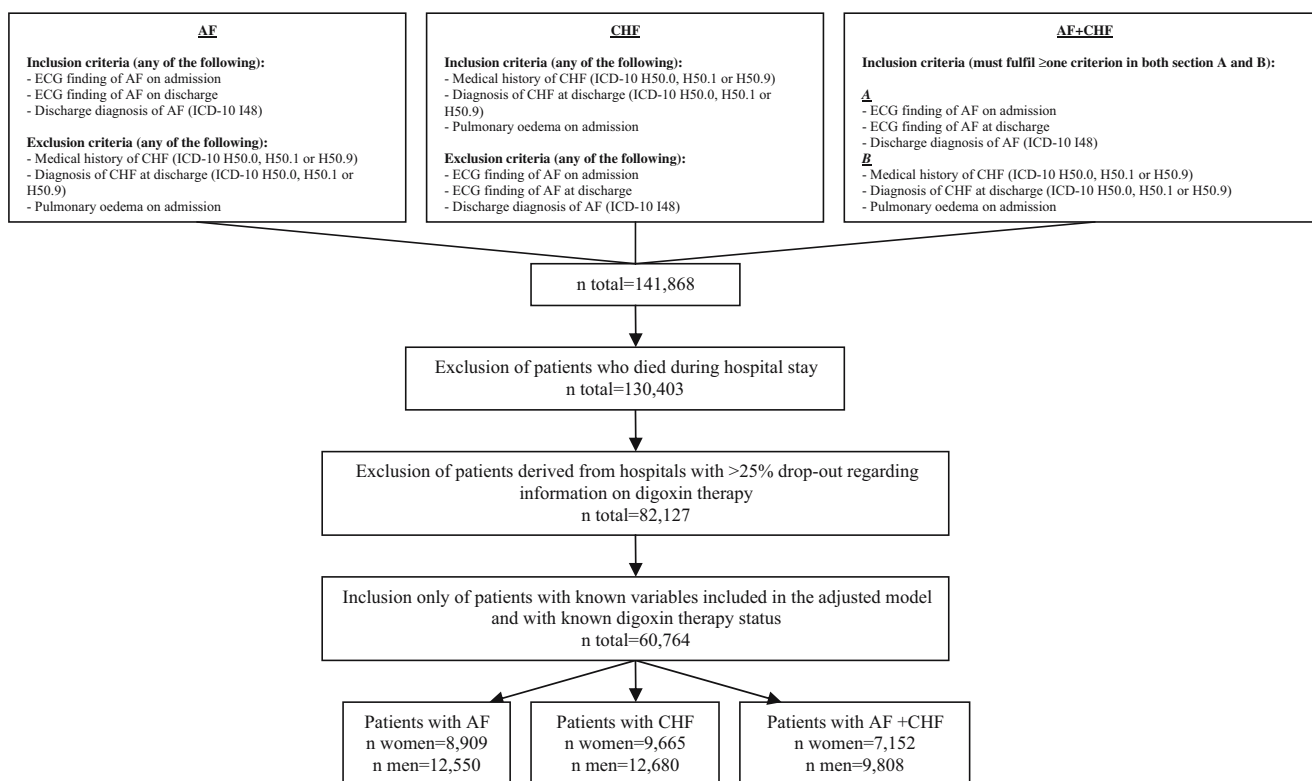 AF
Inclusion criteria (any of the following):
- ECG finding of AF on admission
- ECG finding of AF on discharge
- Discharge diagnosis of AF (ICD-10 I48)
Exclusion criteria (any of the following):
- Medical history of CHF (ICD-10 H50.0, H50.1 or H50.9)
- Diagnosis of CHF at discharge (ICD-10 H50.0, H50.1 or
H50.9)
- Pulmonary oedema on admission
CHF
Inclusion criteria (any of the following):
- Medical history of CHF (ICD-10 H50.0, H50.1 or H50.9)
- Diagnosis of CHF at discharge (ICD-10 H50.0, H50.1 or
H50.9)
- Pulmonary oedema on admission
Exclusion criteria (any of the following):
- ECG finding of AF on admission
- ECG finding of AF at discharge
- Discharge diagnosis of AF (ICD-10 I48)
AF+CHF
Inclusion criteria (must fulfil ≥one criterion in both section A and B):
A
- ECG finding of AF on admission
- ECG finding of AF at discharge
- Discharge diagnosis of AF (ICD-10 I48)
B
- Medical history of CHF (ICD-10 H50.0, H50.1 or H50.9)
- Diagnosis of CHF at discharge (ICD-10 H50.0, H50.1 or H50.9)
- Pulmonary oedema on admission
n total=141,868
Exclusion of patients who died during hospital stay
n total=130,403
Exclusion of patients derived from hospitals with >25% drop-out regarding
information on digoxin therapy
n total=82,127
Inclusion only of patients with known variables included in the adjusted model
and with known digoxin therapy status
n total=60,764
Patients with AF
n women=8,909
n men=12,550
Patients with CHF
n women=9,665
n men=12,680
Patients with AF +CHF
n women=7,152
n men=9,808